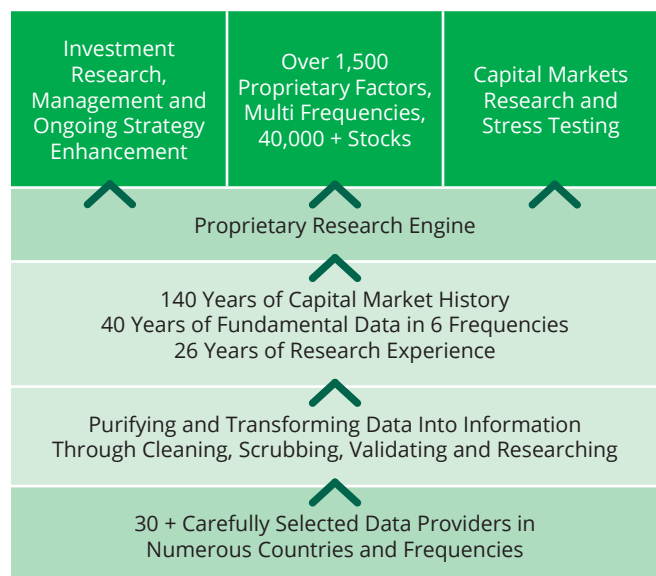 Investment
Research,
Management and
Ongoing Strategy
Enhancement
Over 1,500
Proprietary Factors,
Multi Frequencies,
40,000 + Stocks
Capital Markets
Research and
Stress Testing
Proprietary Research Engine
140 Years of Capital Market History
40 Years of Fundamental Data in 6 Frequencies
26 Years of Research Experience
Purifying and Transforming Data Into Information
Through Cleaning, Scrubbing, Validating and Researching
30 + Carefully Selected Data Providers in
Numerous Countries and Frequencies